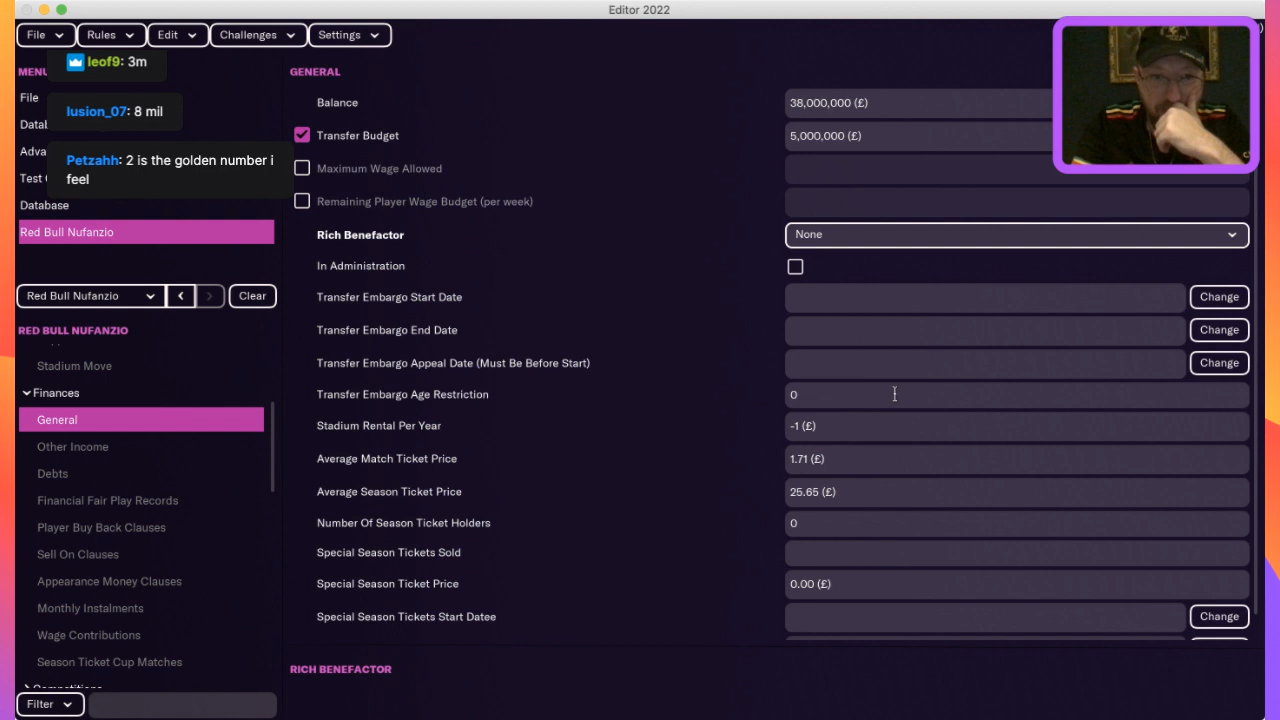 Editor 2022
File
Rules
Edit
Challenges
Settings
MENU
leof9: 3m
File
lusion_07: 8 mil
Petzahh: 2 is the golden number i
feel
Database
Red Bull Nufanzio
Red Bull Nufanzio
Clear
RED BULL NUFANZIO
Stadium Move
Finances
General
Other Income
Debts
Financial Fair Play Records
Player Buy Back Clauses
Sell On Clauses
Appearance Money Clauses
Monthly Instalments
Wage Contributions
Season Ticket Cup Matches
Competitions
Filter
GENERAL
Balance 38,000,000 (£)
Transfer Budget 5,000,000 (£)
Maximum Wage Allowed
Remaining Player Wage Budget (per week)
Rich Benefactor None
In Administration
Transfer Embargo Start Date Change
Transfer Embargo End Date Change
Transfer Embargo Appeal Date (Must Be Before Start) Change
Transfer Embargo Age Restriction 0
Stadium Rental Per Year -1 (£)
Average Match Ticket Price 1.71 (£)
Average Season Ticket Price 25.65 (£)
Number Of Season Ticket Holders 0
Special Season Tickets Sold
Special Season Ticket Price 0.00 (£)
Special Season Tickets Start Datee Change
RICH BENEFACTOR